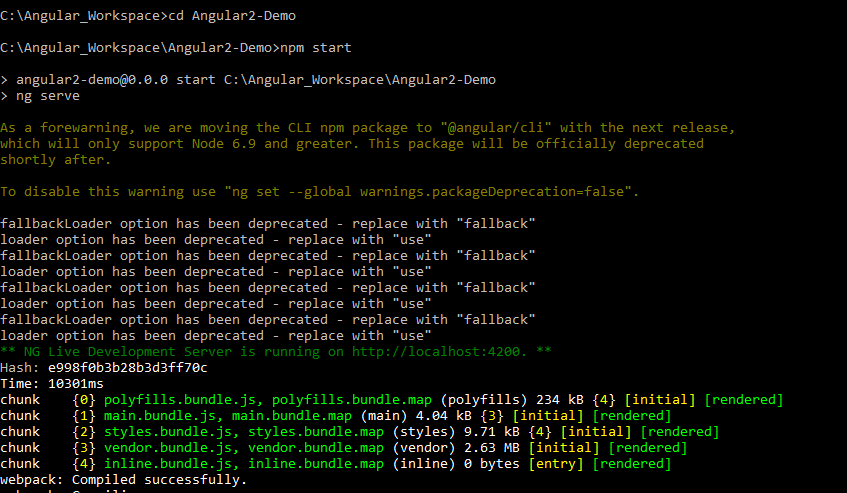 C:\Angular_Workspace>cd Angular2-Demo
C:\Angular_Workspace\Angular2-Demo>npm start
> angular2-demo@0.0.0 start C:\Angular_Workspace\Angular2-Demo
> ng serve
As a forewarning, we are moving the CLI npm package to "@angular/cli" with the next release,
which will only support Node 6.9 and greater. This package will be officially deprecated
shortly after.
To disable this warning use "ng set --global warnings.packageDeprecation=false".
fallbackLoader option has been deprecated - replace with "fallback"
loader option has been deprecated - replace with "use"
fallbackLoader option has been deprecated - replace with "fallback"
loader option has been deprecated - replace with "use"
fallbackLoader option has been deprecated - replace with "fallback"
loader option has been deprecated - replace with "use"
fallbackLoader option has been deprecated - replace with "fallback"
loader option has been deprecated - replace with "use"
** NG Live Development Server is running on http://localhost:4200. **
Hash: e998f0b3b28b3d3ff70c
Time: 10301ms
chunk    {0} polyfills.bundle.js, polyfills.bundle.map (polyfills) 234 kB {4} [initial] [rendered]
chunk    {1} main.bundle.js, main.bundle.map (main) 4.04 kB {3} [initial] [rendered]
chunk    {2} styles.bundle.js, styles.bundle.map (styles) 9.71 kB {4} [initial] [rendered]
chunk    {3} vendor.bundle.js, vendor.bundle.map (vendor) 2.63 MB [initial] [rendered]
chunk    {4} inline.bundle.js, inline.bundle.map (inline) 0 bytes [entry] [rendered]
webpack: Compiled successfully.